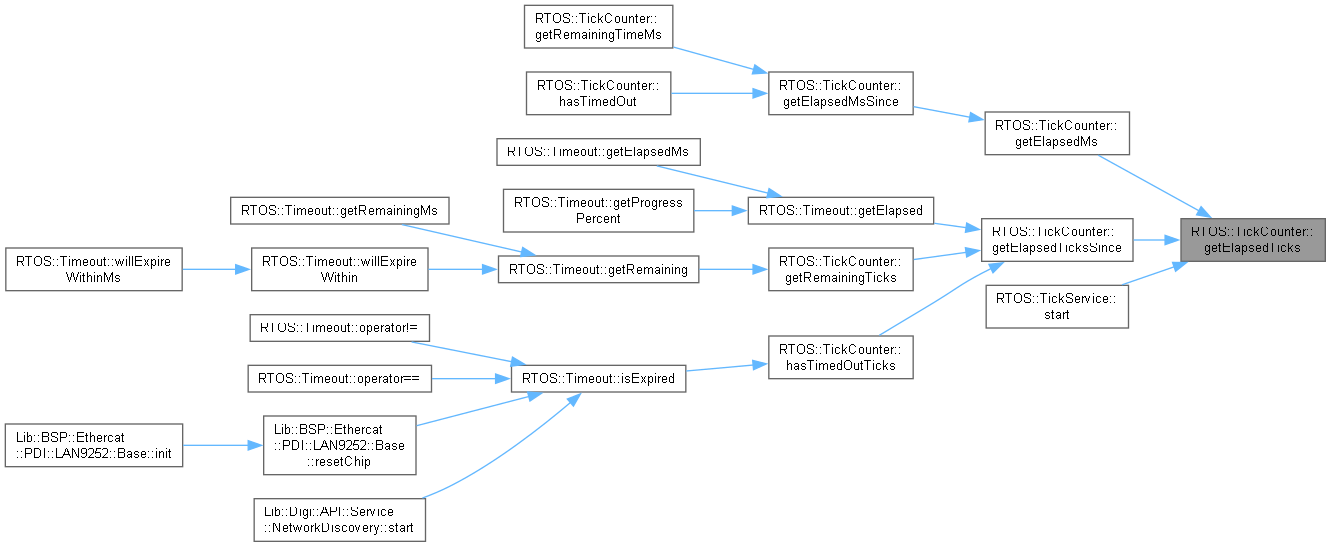 RTOS::TickCounter::
getRemainingTimeMs
RTOS::TickCounter::
hasTimedOut
RTOS::TickCounter::
getElapsedMsSince
RTOS::TickCounter::
getElapsedMs
RTOS::Timeout::getElapsedMs
RTOS::Timeout::getProgress
Percent
RTOS::Timeout::getElapsed
RTOS::Timeout::getRemainingMs
RTOS::TickCounter::
getElapsedTicksSince
RTOS::TickCounter::
getElapsedTicks
RTOS::Timeout::willExpire
WithinMs
RTOS::Timeout::willExpire
Within
RTOS::Timeout::getRemaining
RTOS::TickCounter::
getRemainingTicks
RTOS::TickService::
start
RTOS::Timeout::operator!=
RTOS::Timeout::operator==
RTOS::Timeout::isExpired
RTOS::TickCounter::
hasTimedOutTicks
Lib::BSP::Ethercat
::PDI::LAN9252::Base::init
Lib::BSP::Ethercat
::PDI::LAN9252::Base
::resetChip
Lib::Digi::API::Service
::NetworkDiscovery::start